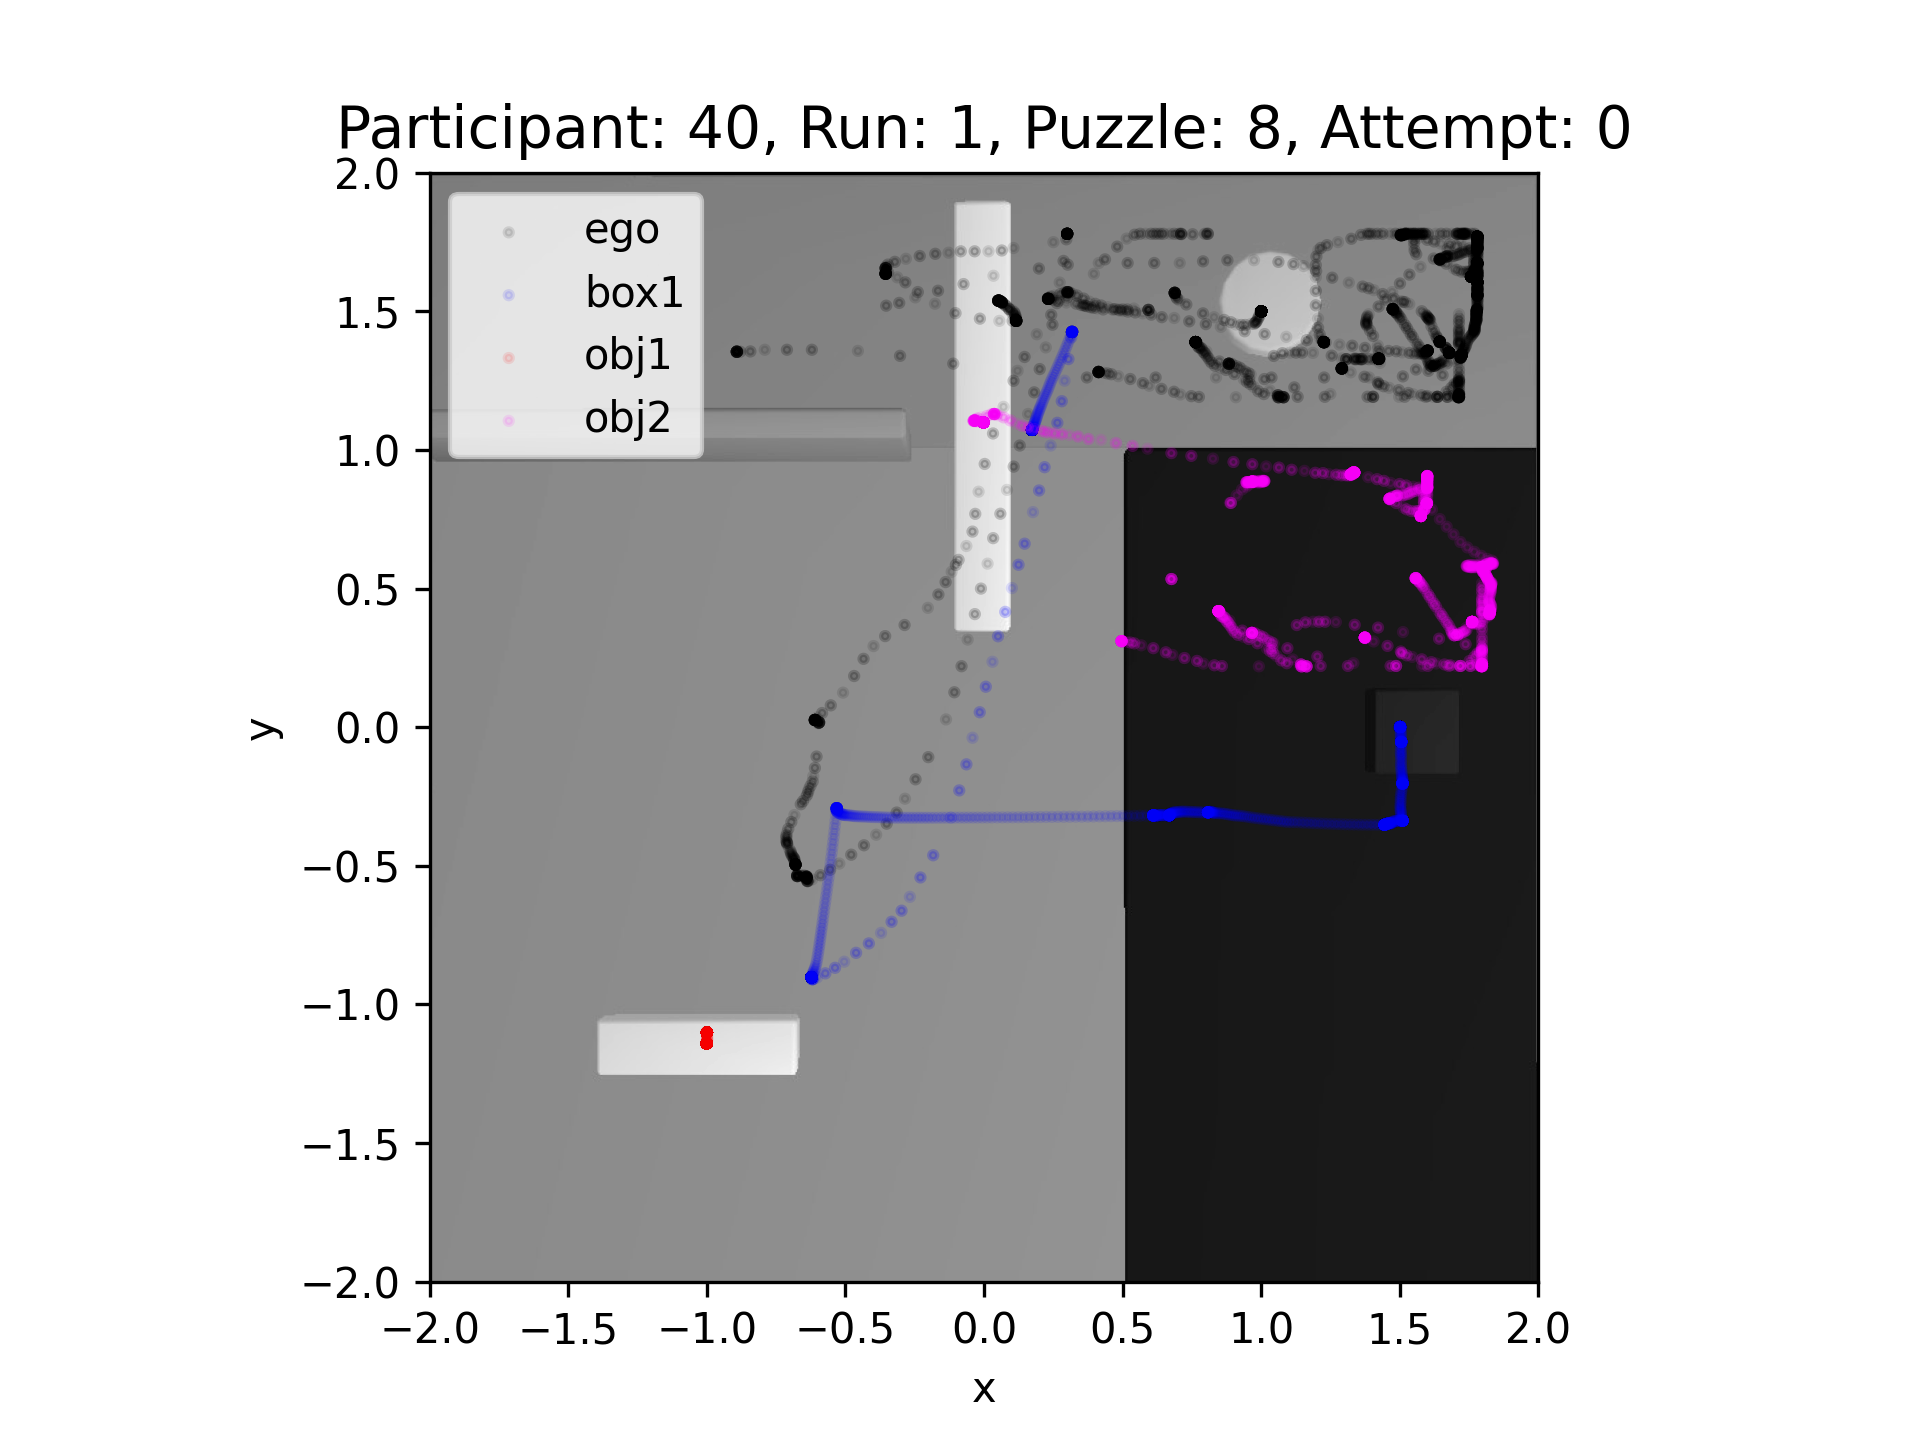 Participant: 40, Run: 1, Puzzle: 8, Attempt: 0
2.0
1.5
1.0
0.5
0.0
−0.5
−1.0
−1.5
−2.0
y
ego
box1
obj1
obj2
−2.0 −1.5 −1.0 −0.5 0.0 0.5 1.0 1.5 2.0
x